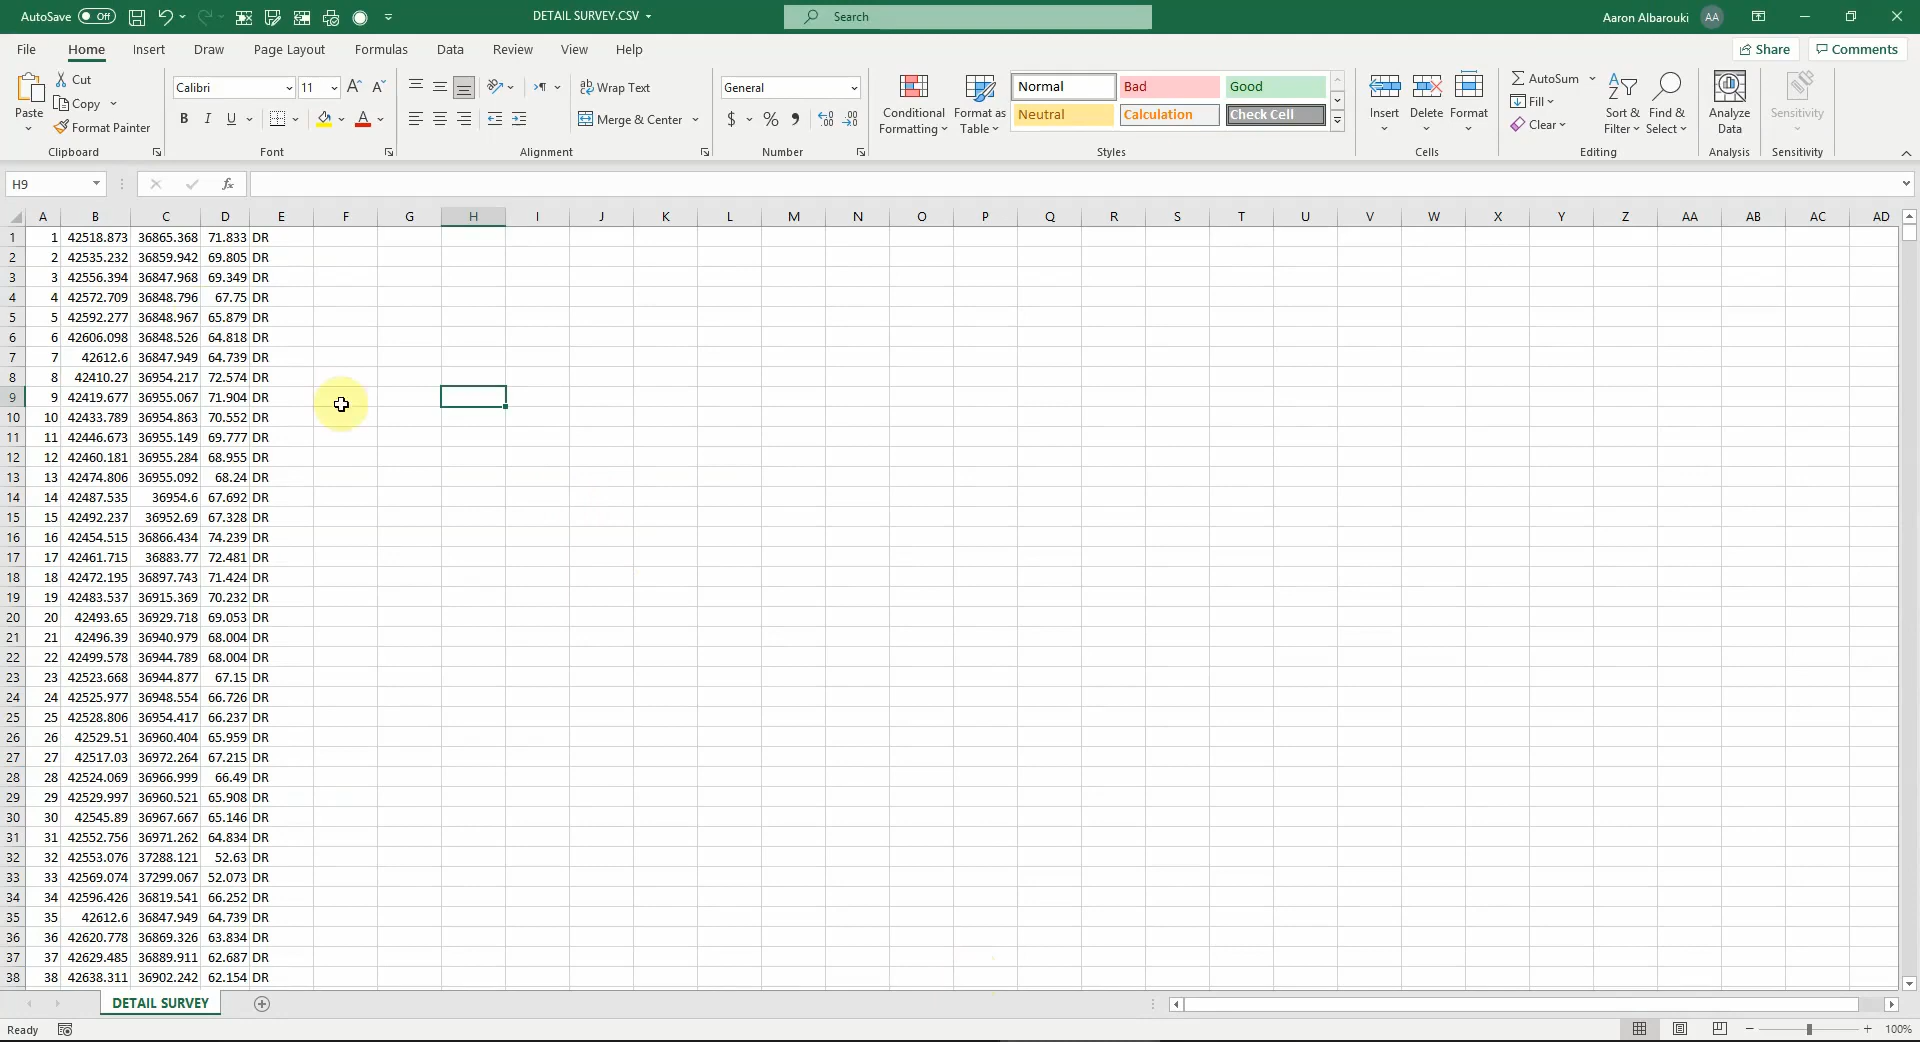 AutoSave Off DETAIL SURVEY.CSV Search Aaron Albarouki AA
File Home Insert Draw Page Layout Formulas Data Review View Help Share Comments
Paste Cut Copy Format Painter Clipboard
Calibri 11 A A B I U A Font
ab Wrap Text Merge & Center Alignment
General $ % 9 Number
Conditional Formatting Format as Table Normal Bad Good Neutral Calculation Check Cell Styles
Insert Delete Format Cells
AutoSum Fill Clear Sort & Filter Find & Select Editing
Analyze Data Analysis
Sensitivity Sensitivity
H9 fx
A B C D E F G H I J K L M N O P Q R S T U V W X Y Z AA AB AC AD
1 1 42518.873 36865.368 71.833 DR
2 2 42535.232 36859.942 69.805 DR
3 3 42556.394 36847.968 69.349 DR
4 4 42572.709 36848.796 67.75 DR
5 5 42592.277 36848.967 65.879 DR
6 6 42606.098 36848.526 64.818 DR
7 7 42612.6 36847.949 64.739 DR
8 8 42410.27 36954.217 72.574 DR
9 9 42419.677 36955.067 71.904 DR
10 10 42433.789 36954.863 70.552 DR
11 11 42446.673 36955.149 69.777 DR
12 12 42460.181 36955.284 68.955 DR
13 13 42474.806 36955.092 68.24 DR
14 14 42487.535 36954.6 67.692 DR
15 15 42492.237 36952.69 67.328 DR
16 16 42454.515 36866.434 74.239 DR
17 17 42461.715 36883.77 72.481 DR
18 18 42472.195 36897.743 71.424 DR
19 19 42483.537 36915.369 70.232 DR
20 20 42493.65 36929.718 69.053 DR
21 21 42496.39 36940.979 68.004 DR
22 22 42499.578 36944.789 68.004 DR
23 23 42523.668 36944.877 67.15 DR
24 24 42525.977 36948.554 66.726 DR
25 25 42528.806 36954.417 66.237 DR
26 26 42529.51 36960.404 65.959 DR
27 27 42517.03 36972.264 67.215 DR
28 28 42524.069 36966.999 66.49 DR
29 29 42529.997 36960.521 65.908 DR
30 30 42545.89 36967.667 65.146 DR
31 31 42552.756 36971.262 64.834 DR
32 32 42553.076 37288.121 52.63 DR
33 33 42569.074 37299.067 52.073 DR
34 34 42596.426 36819.541 66.252 DR
35 35 42612.6 36847.949 64.739 DR
36 36 42620.778 36869.326 63.834 DR
37 37 42629.485 36889.911 62.687 DR
38 38 42638.311 36902.242 62.154 DR
DETAIL SURVEY
Ready 100%